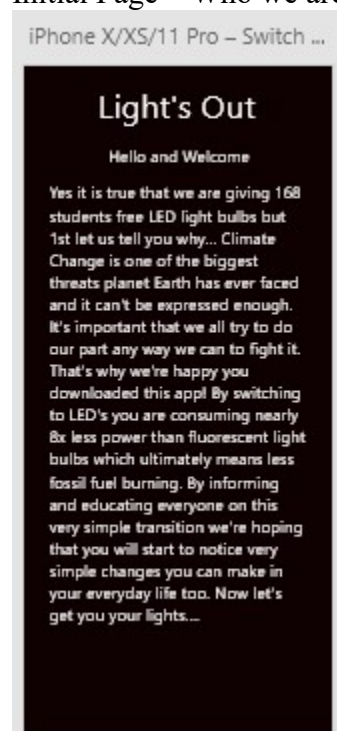 Initial Page – Who we are
iPhone X/XS/11 Pro – Switch ...
Light's Out
Hello and Welcome
Yes it is true that we are giving 168
students free LED light bulbs but
1st let us tell you why... Climate
Change is one of the biggest
threats planet Earth has ever faced
and it can't be expressed enough.
It's important that we all try to do
our part any way we can to fight it.
That's why we're happy you
downloaded this app! By switching
to LED's you are consuming nearly
8x less power than fluorescent light
bulbs which ultimately means less
fossil fuel burning. By informing
and educating everyone on this
very simple transition we're hoping
that you will start to notice very
simple changes you can make in
your everyday life too. Now let's
get you your lights....